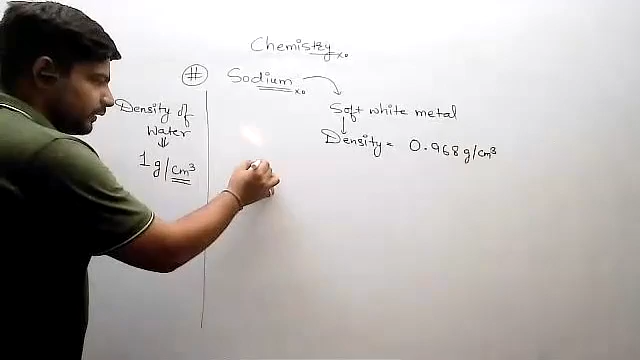 Chemistry
# Sodium
Soft white metal
Density = 0.968 g/cm³
Density of
Water
1 g/cm³